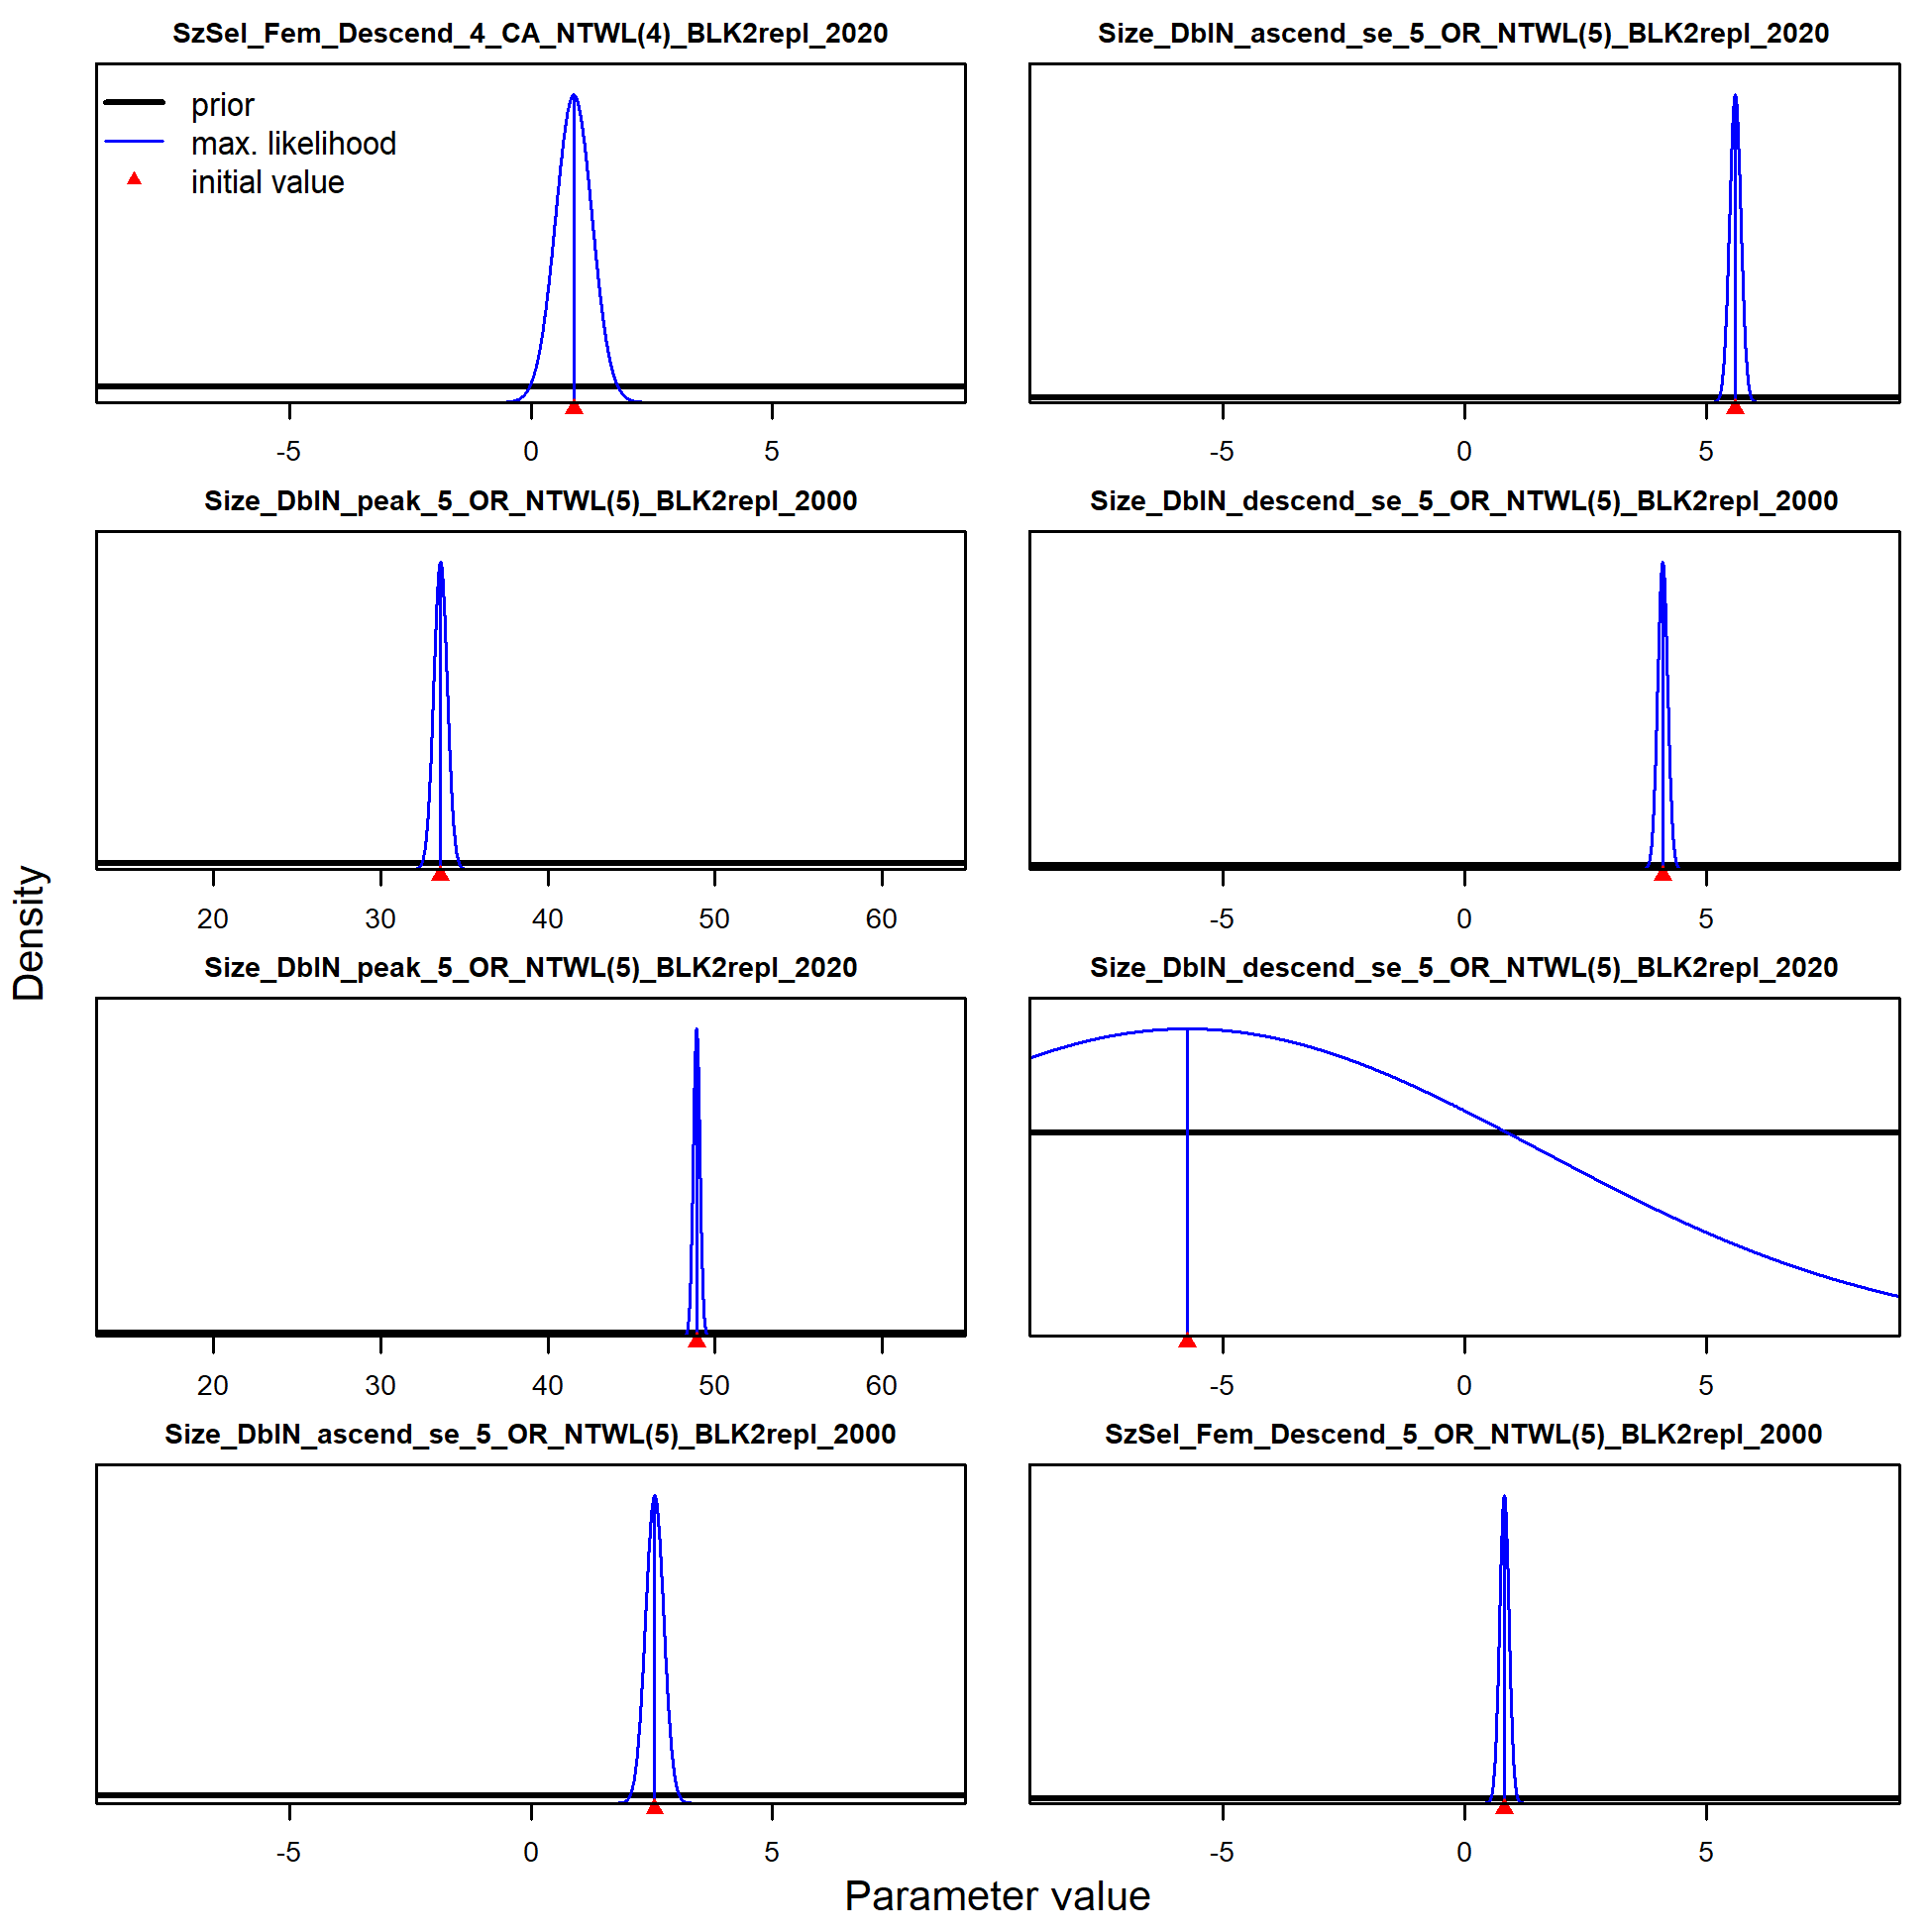 SzSel_Fem_Descend_4_CA_NTWL(4)_BLK2repl_2020
prior
max. likelihood
initial value
-5 0 5
Size_DblN_ascend_se_5_OR_NTWL(5)_BLK2repl_2020
-5 0 5
Size_DblN_peak_5_OR_NTWL(5)_BLK2repl_2000
20 30 40 50 60
Size_DblN_descend_se_5_OR_NTWL(5)_BLK2repl_2000
-5 0 5
Density
Size_DblN_peak_5_OR_NTWL(5)_BLK2repl_2020
20 30 40 50 60
Size_DblN_descend_se_5_OR_NTWL(5)_BLK2repl_2020
-5 0 5
Size_DblN_ascend_se_5_OR_NTWL(5)_BLK2repl_2000
-5 0 5
SzSel_Fem_Descend_5_OR_NTWL(5)_BLK2repl_2000
-5 0 5
Parameter value